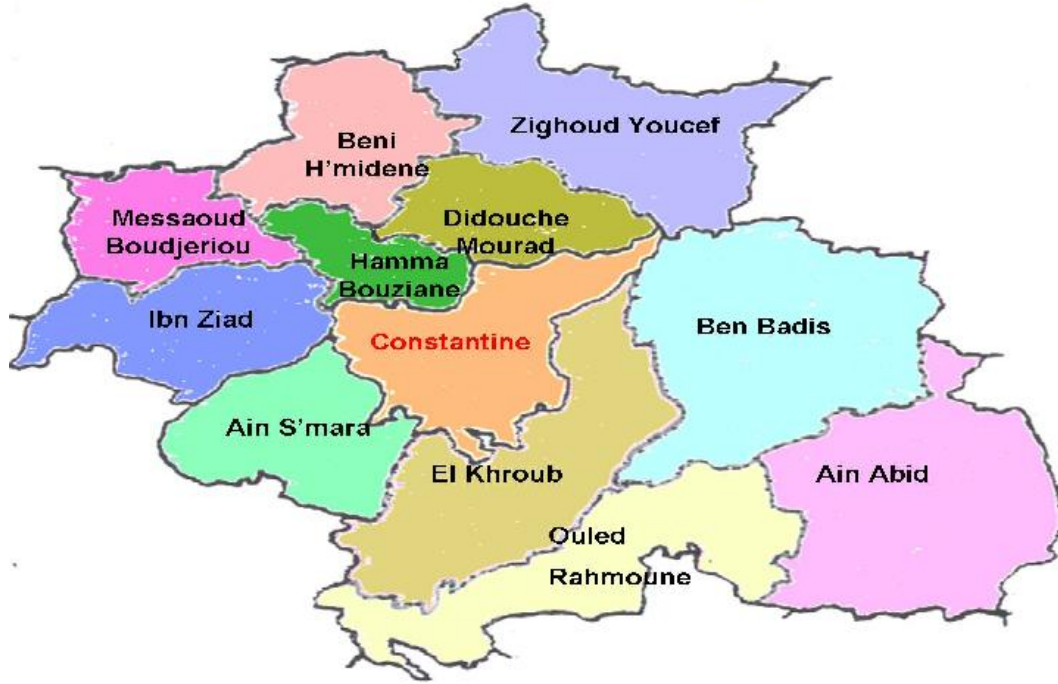 Zighoud Youcef
Beni
H'midene
Messaoud
Boudjeriou
Didouche
Mourad
Hamma
Bouziane
Ibn Ziad
Constantine
Ben Badis
Ain S'mara
El Khroub
Ain Abid
Ouled
Rahmoune